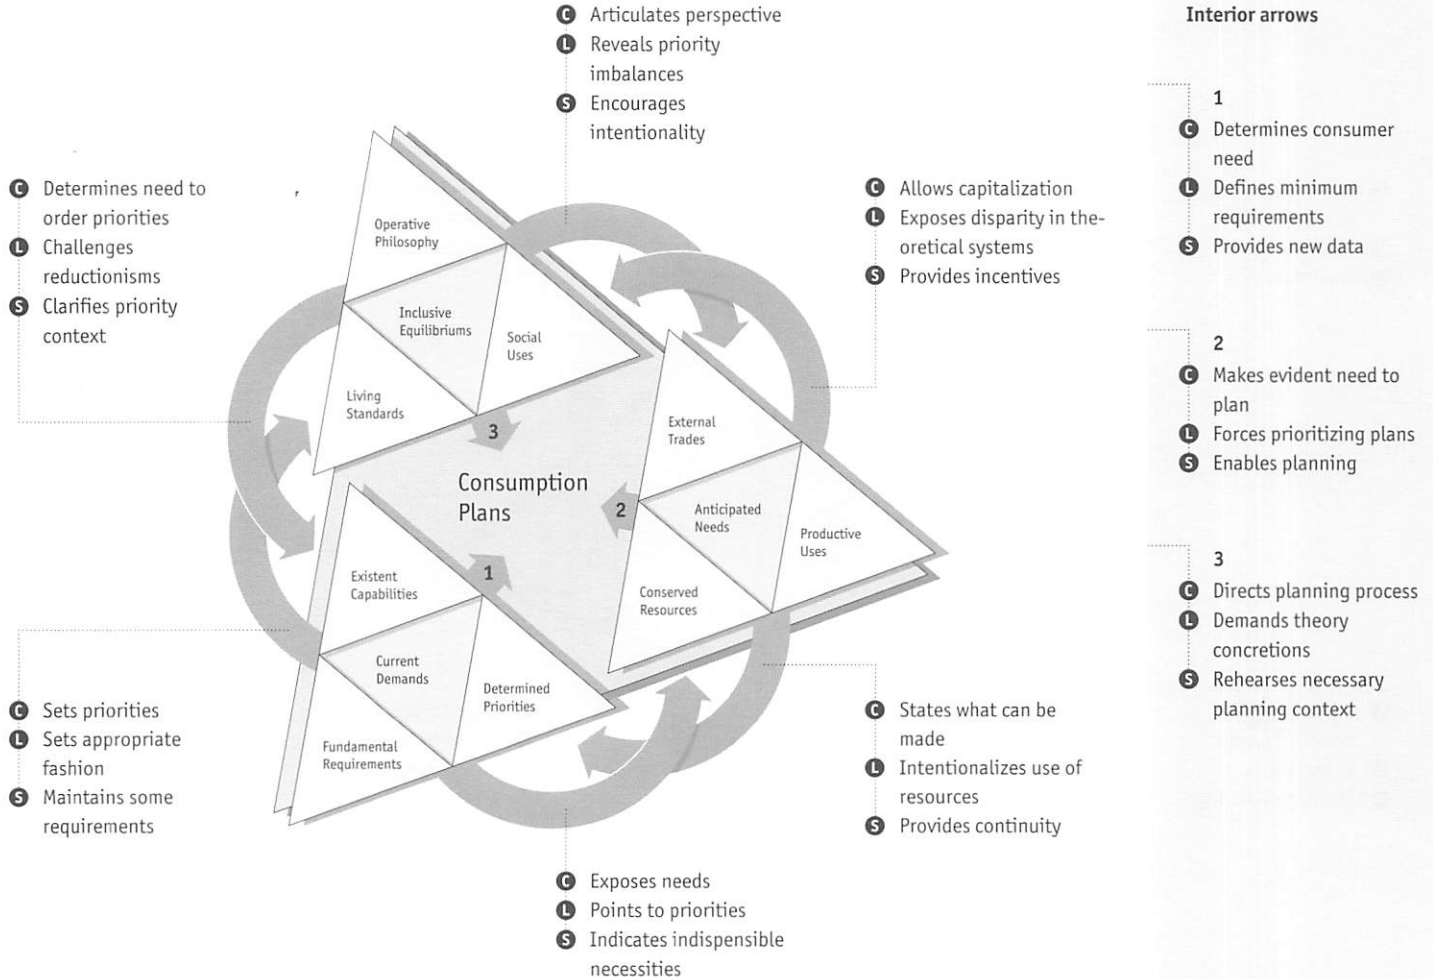 C Articulates perspective
L Reveals priority
imbalances
S Encourages
intentionality
C Determines need to
order priorities
L Challenges
reductionisms
S Clarifies priority
context
C Allows capitalization
L Exposes disparity in the-
oretical systems
S Provides incentives
Operative
Philosophy
Inclusive
Equilibriums
Social
Uses
Living
Standards
3
External
Trades
Anticipated
Needs
Productive
Uses
Conserved
Resources
2
Consumption
Plans
1
Existent
Capabilities
Current
Demands
Determined
Priorities
Fundamental
Requirements
C Sets priorities
L Sets appropriate
fashion
S Maintains some
requirements
C States what can be
made
L Intentionalizes use of
resources
S Provides continuity
C Exposes needs
L Points to priorities
S Indicates indispensible
necessities
Interior arrows
1
C Determines consumer
need
L Defines minimum
requirements
S Provides new data
2
C Makes evident need to
plan
L Forces prioritizing plans
S Enables planning
3
C Directs planning process
L Demands theory
concretions
S Rehearses necessary
planning context